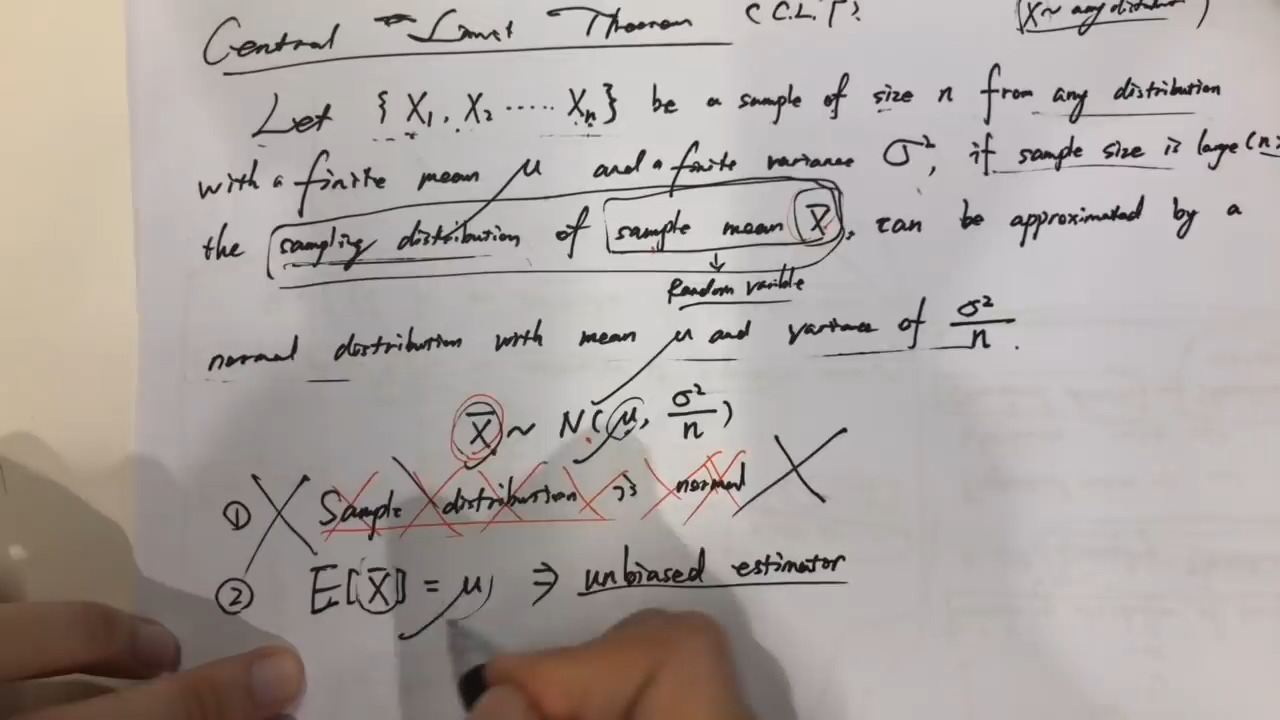 Central Limit Theorem (C.L.T).
(X~ any distribution)
Let {X₁, X₂ ..... Xₙ} be a sample of size n from any distribution
with a finite mean μ and a finite variance σ², if sample size is large (n
the sampling distribution of sample mean X̄, can be approximated by a
Random varible
normal distribution with mean μ and variance of σ²/n.
X̄ ~ N(μ, σ²/n)
① Sample distribution is normal
② E[X̄] = μ ⇒ unbiased estimator